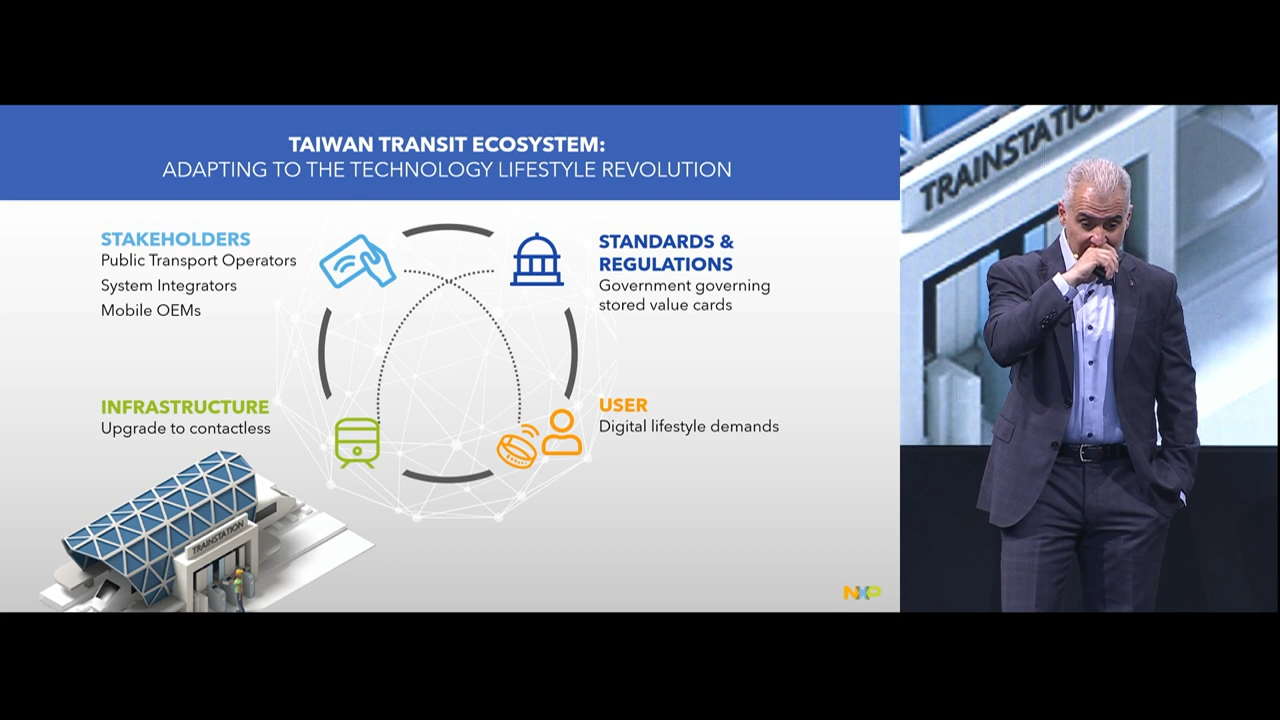 TAIWAN TRANSIT ECOSYSTEM:
ADAPTING TO THE TECHNOLOGY LIFESTYLE REVOLUTION
STAKEHOLDERS
Public Transport Operators
System Integrators
Mobile OEMs
STANDARDS &
REGULATIONS
Government governing
stored value cards
INFRASTRUCTURE
Upgrade to contactless
USER
Digital lifestyle demands
TRAINSTATION
NXP
TRAINSTATION